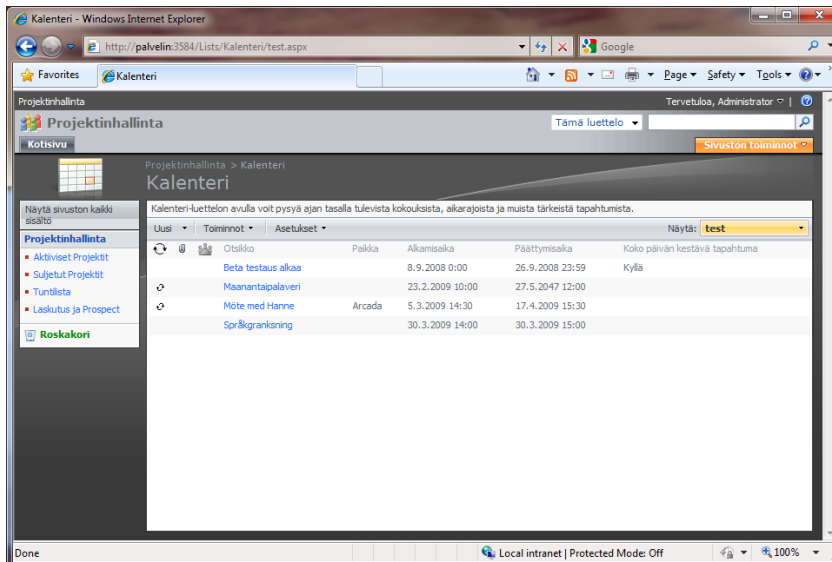 Kalenteri - Windows Internet Explorer
http://palvelin:3584/Lists/Kalenteri/test.aspx
Google
Favorites Kalenteri Page Safety Tools
Projektinhallinta Tervetuloa, Administrator |
Projektinhallinta Tämä luettelo
Kotisivu Sivuston toiminnot
Projektinhallinta > Kalenteri
Kalenteri
Näytä sivuston kaikki sisältö
Projektinhallinta
Aktiiviset Projektit
Suljetut Projektit
Tuntilista
Laskutus ja Prospect
Roskakori
Kalenteri-luettelon avulla voit pysyä ajan tasalla tulevista kokouksista, aikarajoista ja muista tärkeistä tapahtumista.
Uusi Toiminnot Asetukset Näytä: test
Otsikko Paikka Alkamisaika Päättymisaika Koko päivän kestävä tapahtuma
Beta testaus alkaa 8.9.2008 0:00 26.9.2008 23:59 Kyllä
Maanantaipalaveri 23.2.2009 10:00 27.5.2047 12:00
Möte med Hanne Arcada 5.3.2009 14:30 17.4.2009 15:30
Språkgranksning 30.3.2009 14:00 30.3.2009 15:00
Done Local intranet | Protected Mode: Off 100%